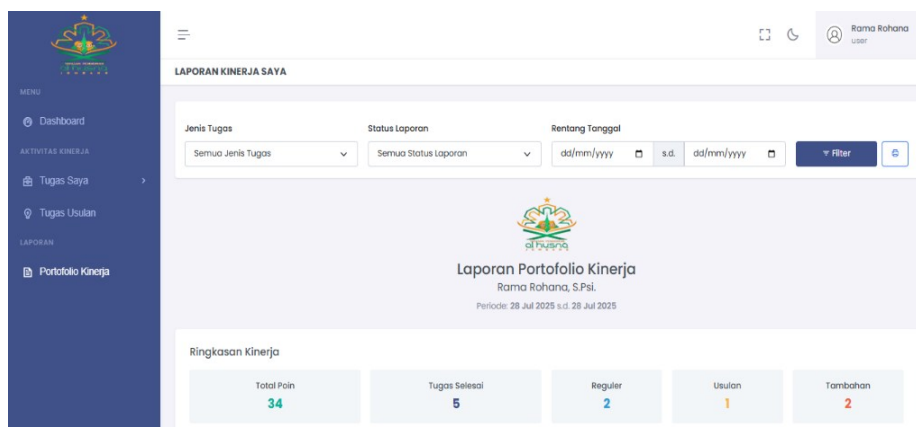 Rama Rohana
user
LAPORAN KINERJA SAYA
MENU
Dashboard
AKTIVITAS KINERJA
Tugas Saya
Tugas Usulan
LAPORAN
Portofolio Kinerja
Jenis Tugas
Status Laporan
Rentang Tanggal
Semua Jenis Tugas
Semua Status Laporan
dd/mm/yyyy
s.d.
dd/mm/yyyy
Filter
al husna
Laporan Portofolio Kinerja
Rama Rohana, S.Psi.
Periode: 28 Jul 2025 s.d. 28 Jul 2025
Ringkasan Kinerja
Total Poin
34
Tugas Selesai
5
Reguler
2
Usulan
1
Tambahan
2